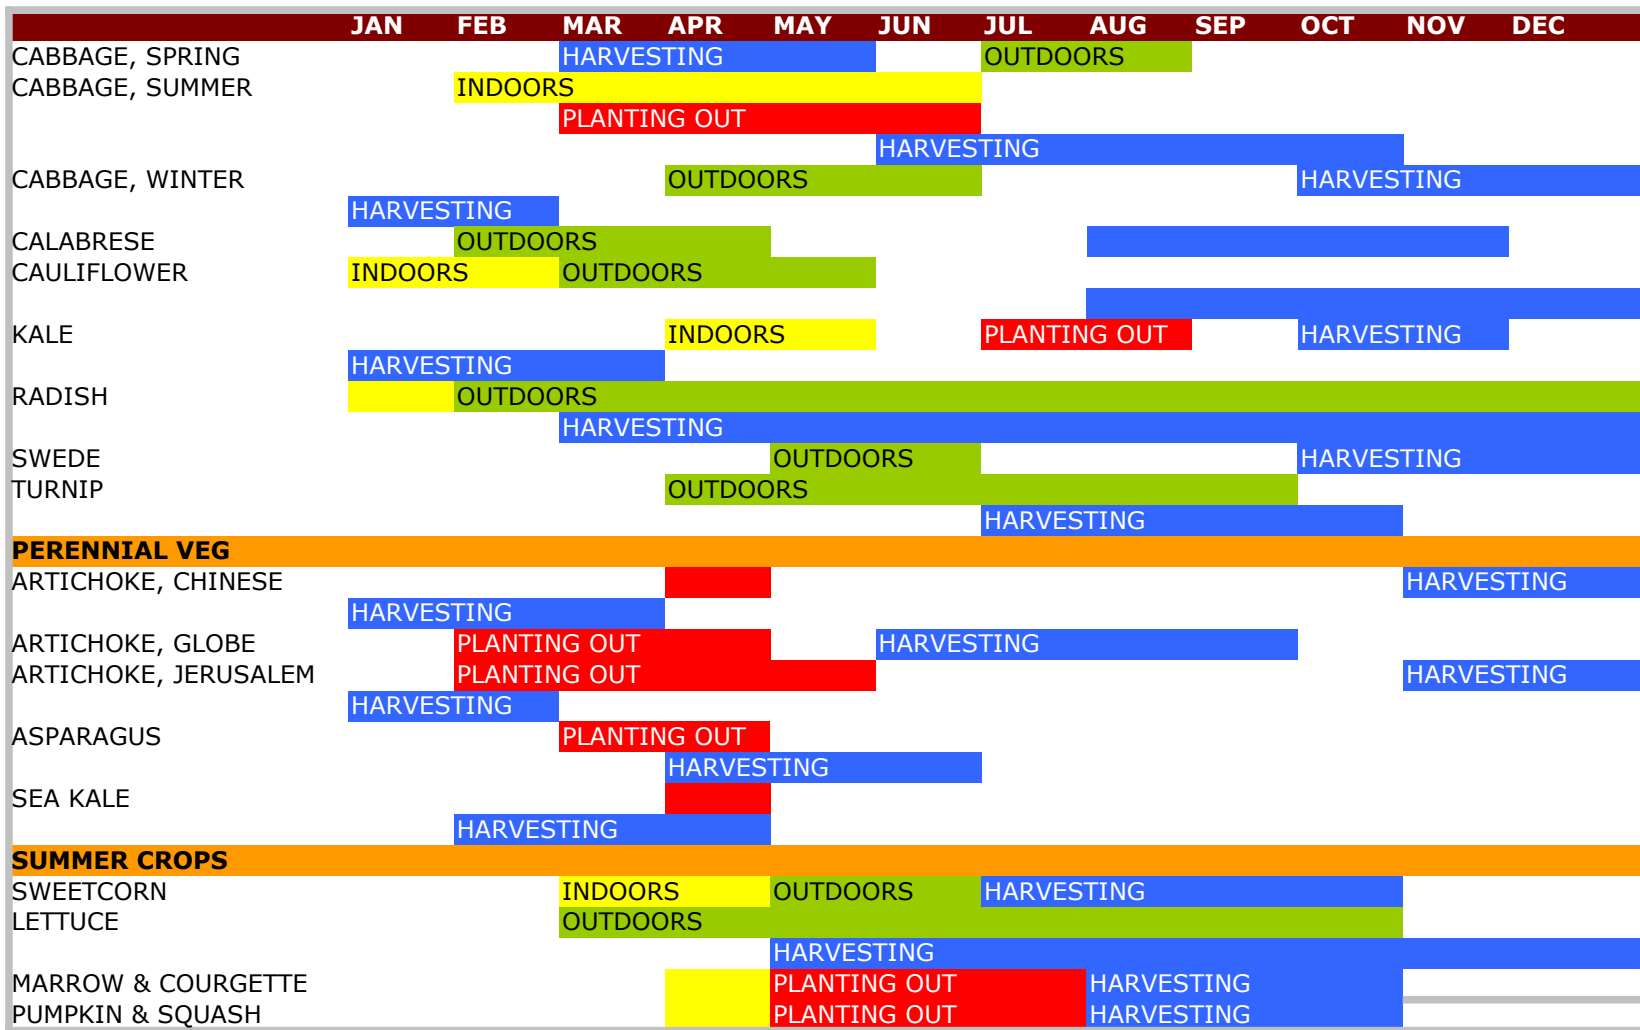 JAN FEB MAR APR MAY JUN JUL AUG SEP OCT NOV DEC
CABBAGE, SPRING HARVESTING OUTDOORS
CABBAGE, SUMMER INDOORS
PLANTING OUT
HARVESTING
CABBAGE, WINTER OUTDOORS HARVESTING
HARVESTING
CALABRESE OUTDOORS
CAULIFLOWER INDOORS OUTDOORS
KALE INDOORS PLANTING OUT HARVESTING
HARVESTING
RADISH OUTDOORS
HARVESTING
SWEDE OUTDOORS HARVESTING
TURNIP OUTDOORS
HARVESTING
PERENNIAL VEG
ARTICHOKE, CHINESE HARVESTING
HARVESTING
ARTICHOKE, GLOBE PLANTING OUT HARVESTING
ARTICHOKE, JERUSALEM PLANTING OUT HARVESTING
HARVESTING
ASPARAGUS PLANTING OUT
HARVESTING
SEA KALE
HARVESTING
SUMMER CROPS
SWEETCORN INDOORS OUTDOORS HARVESTING
LETTUCE OUTDOORS
HARVESTING
MARROW & COURGETTE PLANTING OUT HARVESTING
PUMPKIN & SQUASH PLANTING OUT HARVESTING